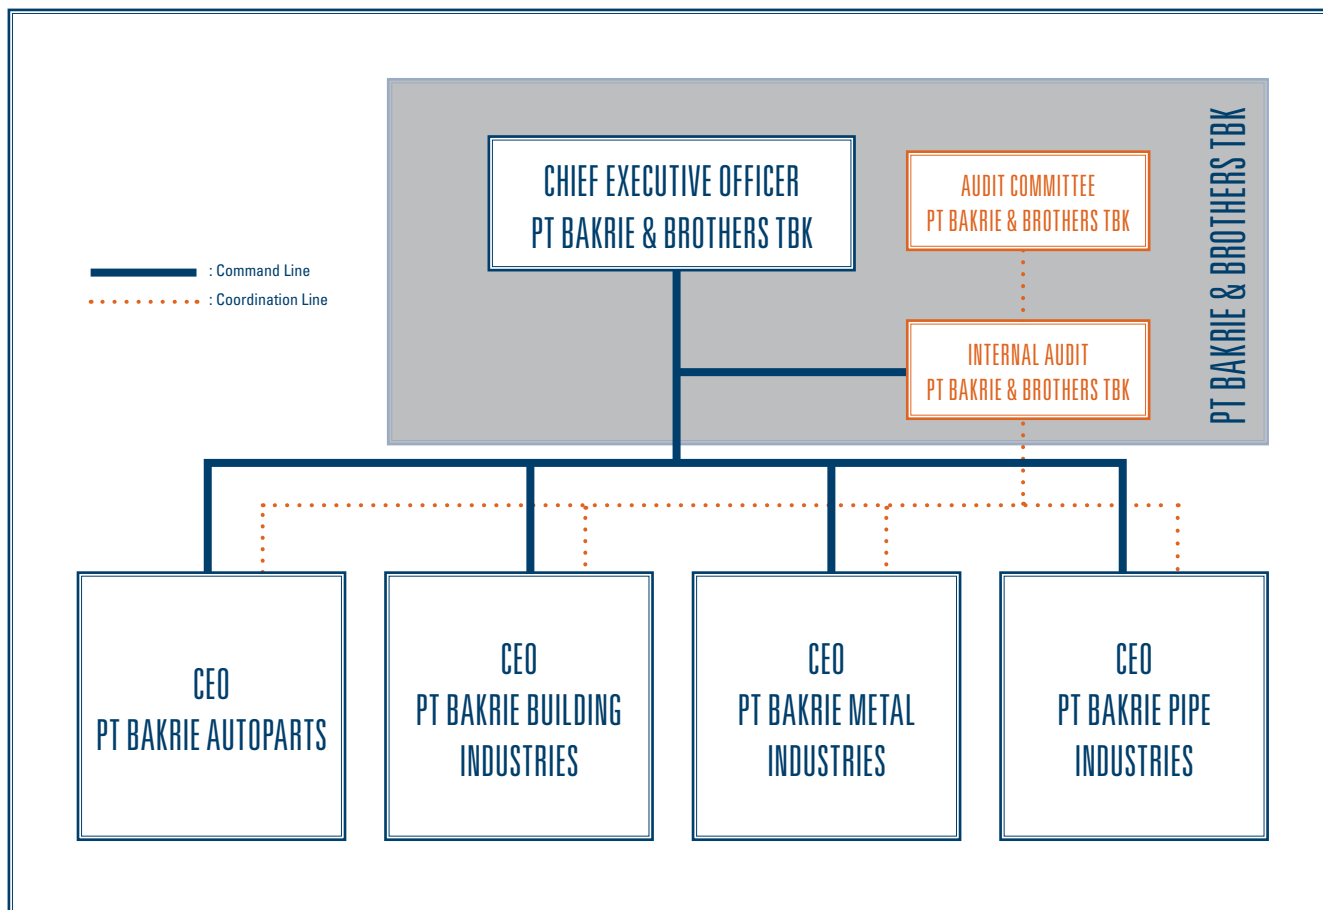 CHIEF EXECUTIVE OFFICER
PT BAKRIE & BROTHERS TBK
AUDIT COMMITTEE
PT BAKRIE & BROTHERS TBK
PT BAKRIE & BROTHERS TBK
: Command Line
: Coordination Line
INTERNAL AUDIT
PT BAKRIE & BROTHERS TBK
CEO
PT BAKRIE AUTOPARTS
CEO
PT BAKRIE BUILDING
INDUSTRIES
CEO
PT BAKRIE METAL
INDUSTRIES
CEO
PT BAKRIE PIPE
INDUSTRIES